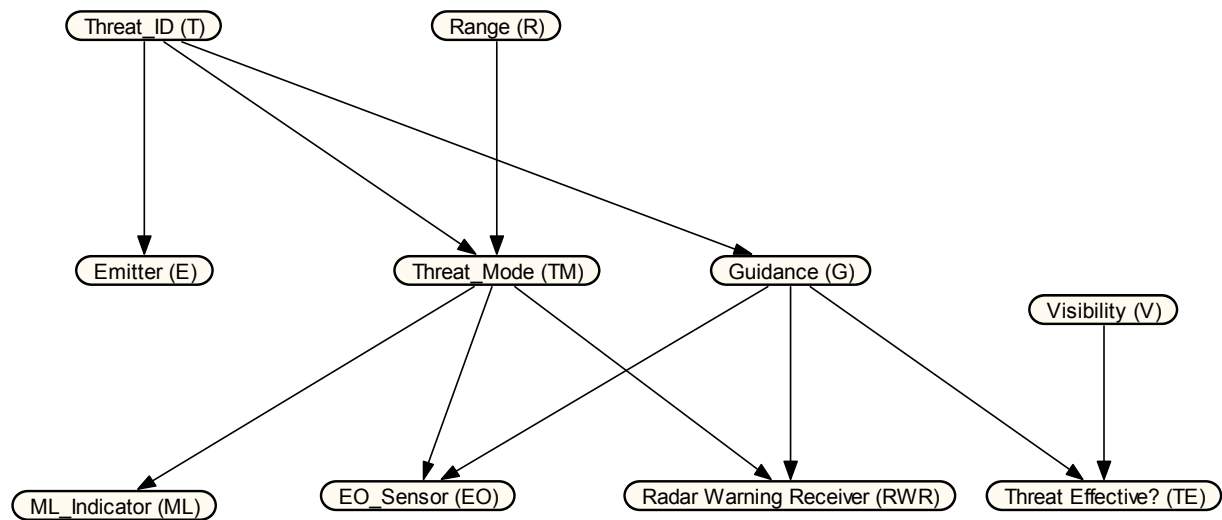 Threat_ID (T)
Range (R)
Emitter (E)
Threat_Mode (TM)
Guidance (G)
Visibility (V)
ML_Indicator (ML)
EO_Sensor (EO)
Radar Warning Receiver (RWR)
Threat Effective? (TE)